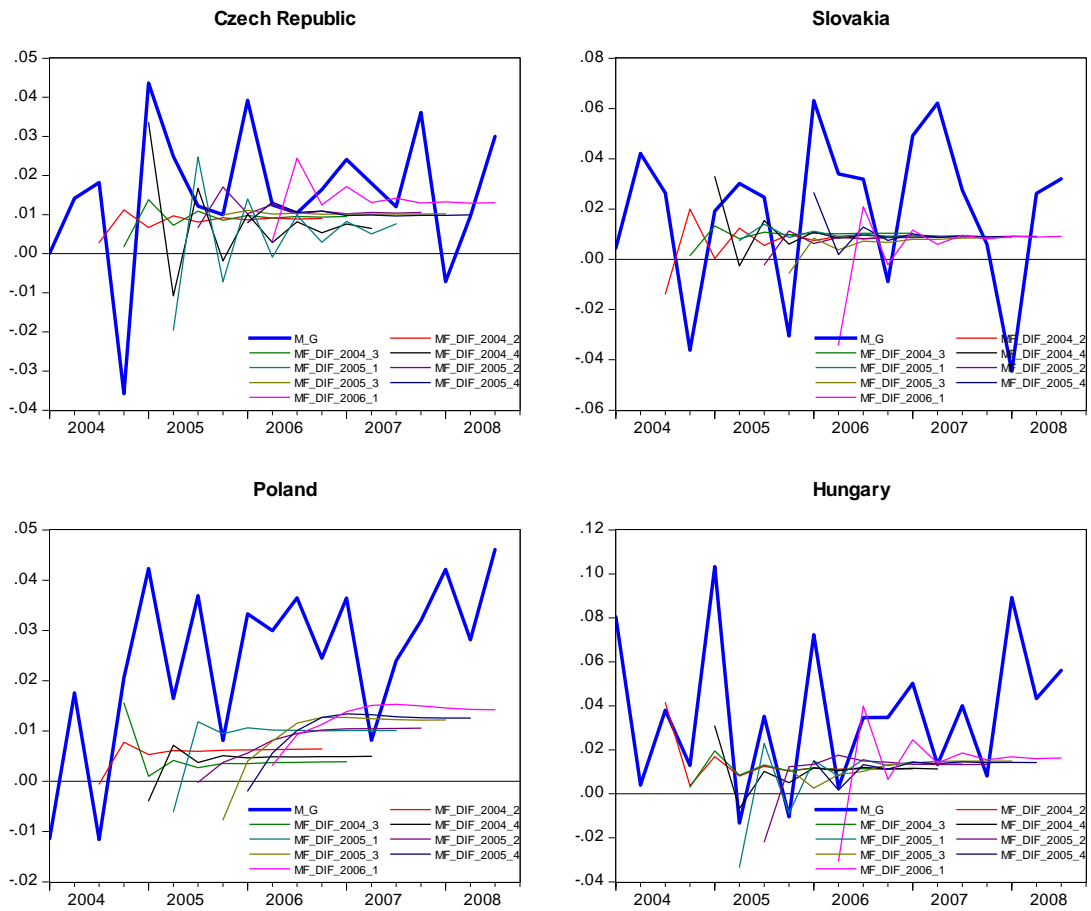 Czech Republic
.05
.04
.03
.02
.01
.00
-.01
-.02
-.03
-.04
M_G
MF_DIF_2004_2
MF_DIF_2004_3
MF_DIF_2004_4
MF_DIF_2005_1
MF_DIF_2005_2
MF_DIF_2005_3
MF_DIF_2005_4
MF_DIF_2006_1
2004 2005 2006 2007 2008
Slovakia
.08
.06
.04
.02
.00
-.02
-.04
-.06
M_G
MF_DIF_2004_2
MF_DIF_2004_3
MF_DIF_2004_4
MF_DIF_2005_1
MF_DIF_2005_2
MF_DIF_2005_3
MF_DIF_2005_4
MF_DIF_2006_1
2004 2005 2006 2007 2008
Poland
.05
.04
.03
.02
.01
.00
-.01
-.02
M_G
MF_DIF_2004_2
MF_DIF_2004_3
MF_DIF_2004_4
MF_DIF_2005_1
MF_DIF_2005_2
MF_DIF_2005_3
MF_DIF_2005_4
MF_DIF_2006_1
2004 2005 2006 2007 2008
Hungary
.12
.10
.08
.06
.04
.02
.00
-.02
-.04
M_G
MF_DIF_2004_2
MF_DIF_2004_3
MF_DIF_2004_4
MF_DIF_2005_1
MF_DIF_2005_2
MF_DIF_2005_3
MF_DIF_2005_4
MF_DIF_2006_1
2004 2005 2006 2007 2008